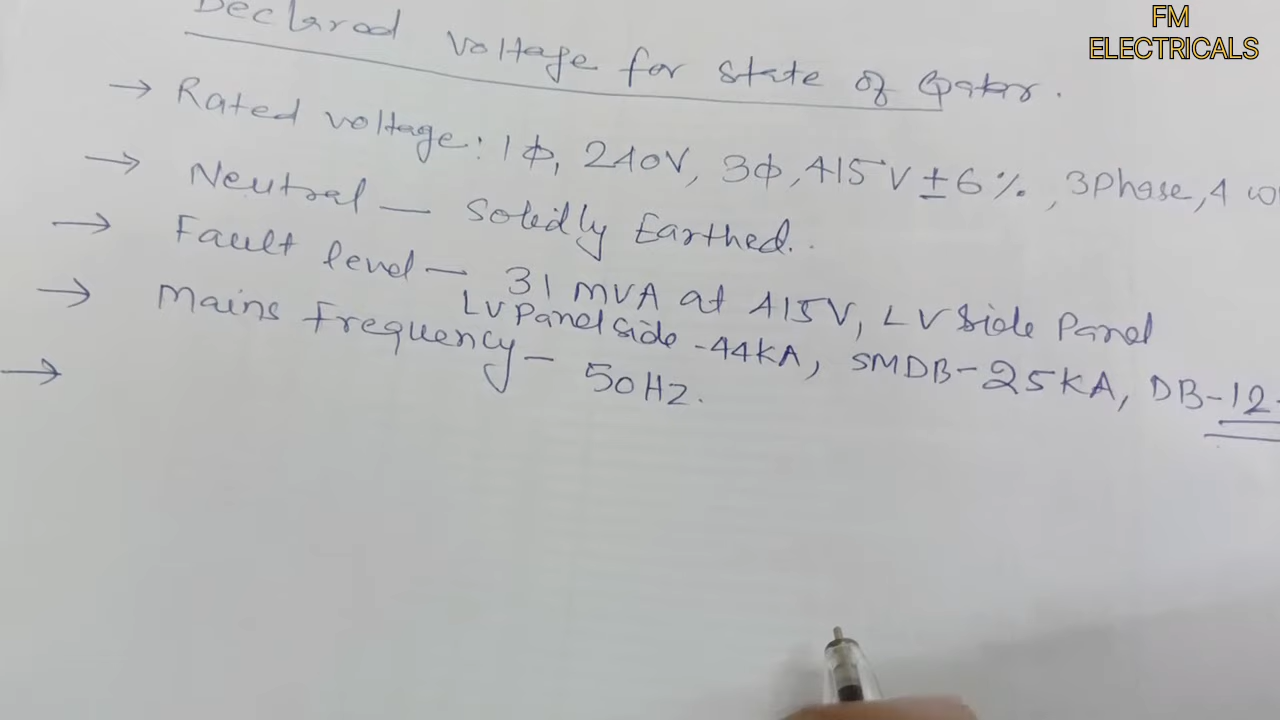 FM
ELECTRICALS
Declared voltage for state of Qatar.
→ Rated voltage: 1ф, 240V, 3ф, 415V ± 6%, 3Phase, 4
→ Neutral — Solidly Earthed.
→ Fault level — 31 MVA at 415V, LV Side Panel
LV Panel side - 44KA, SMDB - 25KA, DB - 12
→ Mains Frequency — 50HZ.
→